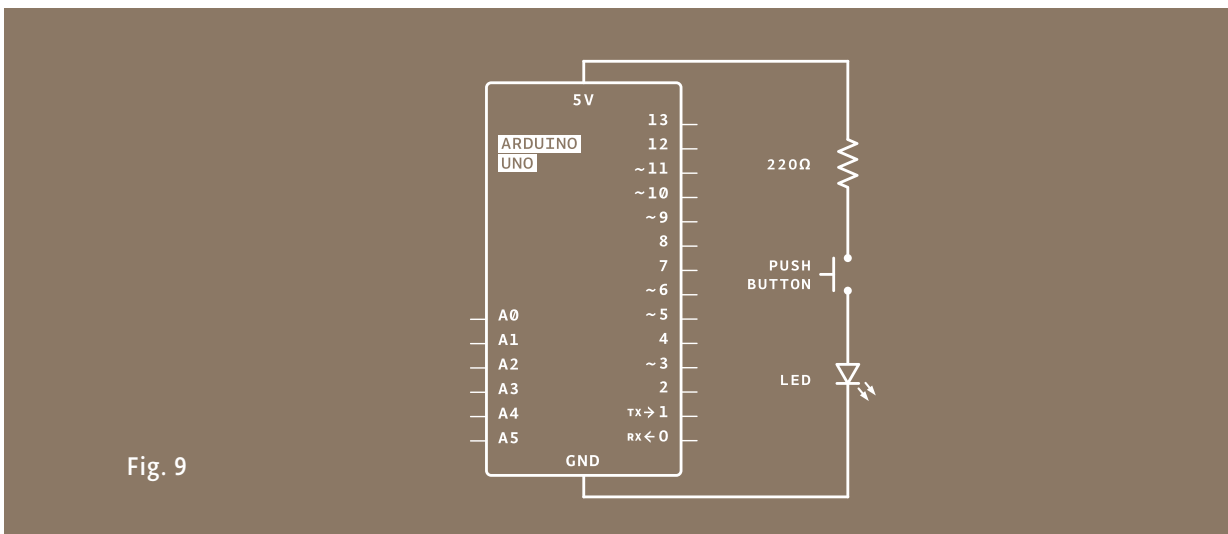 5V
ARDUINO
UNO
13
12
~11
~10
~9
8
7
~6
~5
4
~3
2
TX→1
RX←0
A0
A1
A2
A3
A4
A5
GND
220Ω
PUSH
BUTTON
LED
Fig. 9